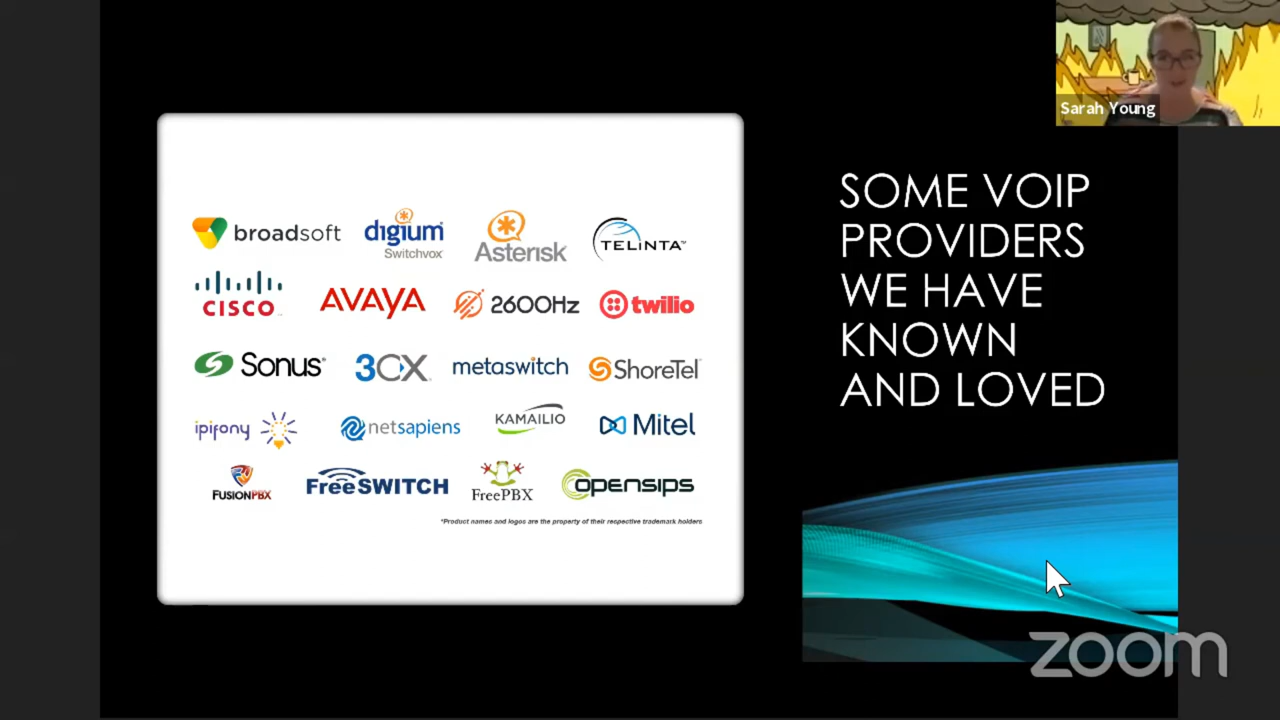 Sarah Young
SOME VOIP
PROVIDERS
WE HAVE
KNOWN
AND LOVED
broadsoft
digium
Switchvox
Asterisk
TELINTA™
CISCO
AVAYA
2600Hz
twilio
Sonus®
3CX
metaswitch
ShoreTel
ipifony
netsapiens
KAMAILIO
Mitel
FUSIONPBX
FreeSWITCH
FreePBX
OPENSIPS
*Product names and logos are the property of their respective trademark holders
zoom